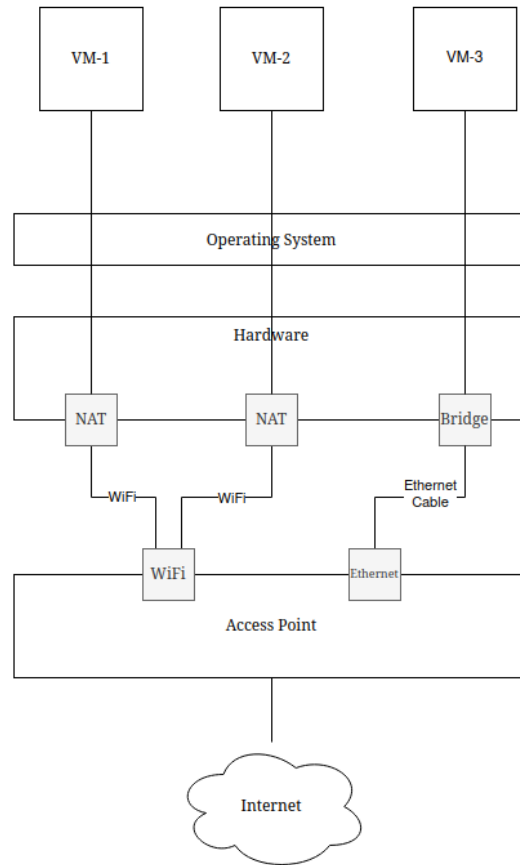 VM-1
VM-2
VM-3
Operating System
Hardware
NAT
NAT
Bridge
WiFi
WiFi
Ethernet
Cable
WiFi
Ethernet
Access Point
Internet